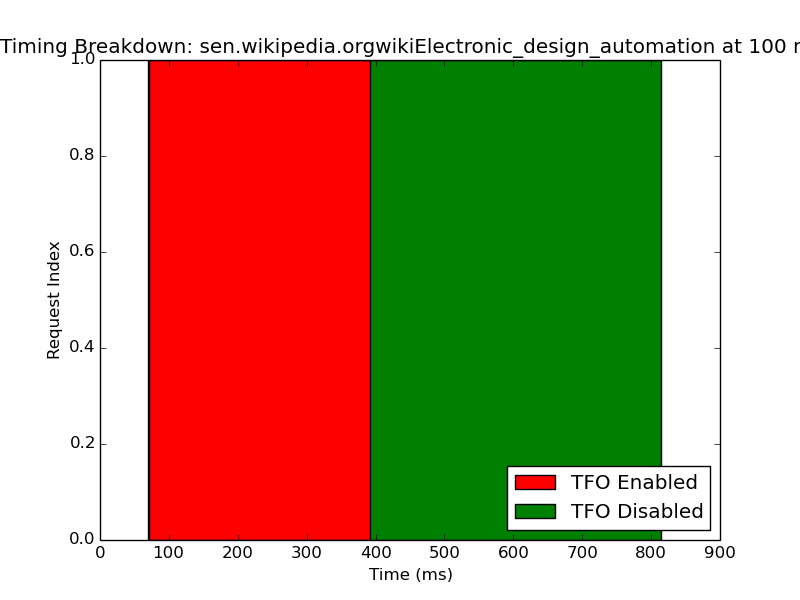 Timing Breakdown: sen.wikipedia.orgwikiElectronic_design_automation at 100
1.0
0.8
0.6
0.4
0.2
0.0
Request Index
0 100 200 300 400 500 600 700 800 900
Time (ms)
TFO Enabled
TFO Disabled